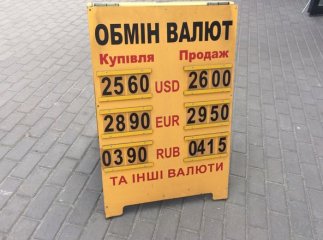 ОБМІН ВАЛЮТ
Купівля Продаж
2560 USD 2600
2890 EUR 2950
0390 RUB 0415
ТА ІНШІ ВАЛЮТИ